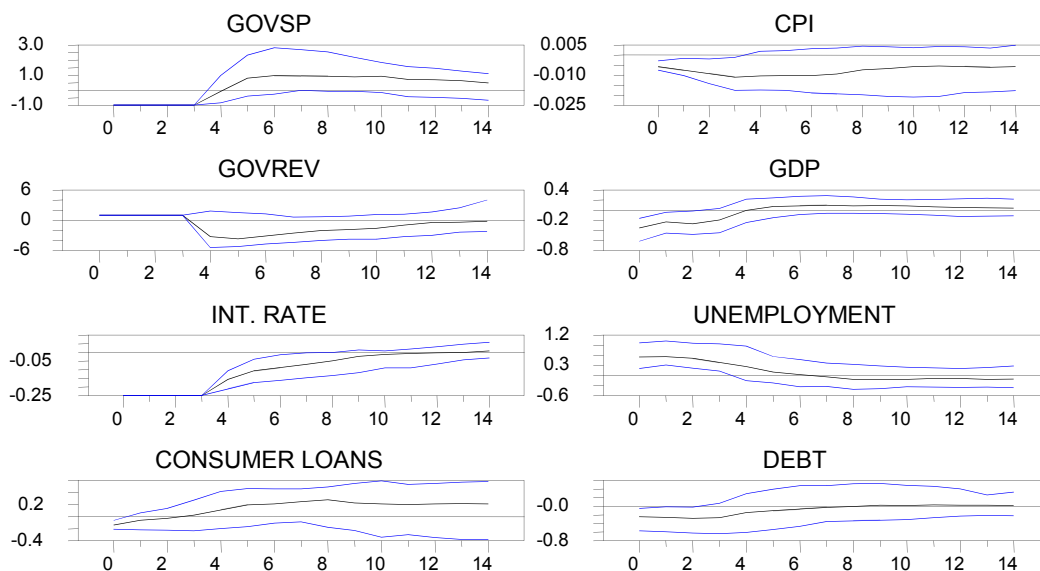 GOVSP
3.0
1.0
-1.0
0 2 4 6 8 10 12 14
CPI
0.005
-0.010
-0.025
0 2 4 6 8 10 12 14
GOVREV
6
0
-6
0 2 4 6 8 10 12 14
GDP
0.4
-0.2
-0.8
0 2 4 6 8 10 12 14
INT. RATE
-0.05
-0.25
0 2 4 6 8 10 12 14
UNEMPLOYMENT
1.2
0.3
-0.6
0 2 4 6 8 10 12 14
CONSUMER LOANS
0.2
-0.4
0 2 4 6 8 10 12 14
DEBT
-0.0
-0.8
0 2 4 6 8 10 12 14